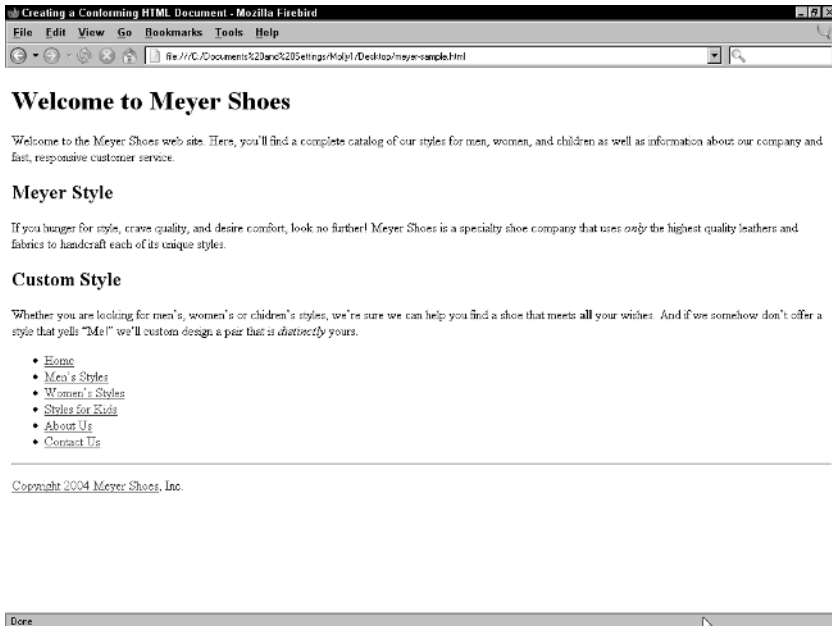 Creating a Conforming HTML Document - Mozilla Firebird
File Edit View Go Bookmarks Tools Help
file:///C:/Documents%20and%20Settings/Molly1/Desktop/meyer-sample.html
Welcome to Meyer Shoes
Welcome to the Meyer Shoes web site. Here, you'll find a complete catalog of our styles for men, women, and children as well as information about our company and
fast, responsive customer service.
Meyer Style
If you hunger for style, crave quality, and desire comfort, look no further! Meyer Shoes is a specialty shoe company that uses only the highest quality leathers and
fabrics to handcraft each of its unique styles.
Custom Style
Whether you are looking for men's, women's or chidren's styles, we're sure we can help you find a shoe that meets all your wishes. And if we somehow don't offer a
style that yells "Me!" we'll custom design a pair that is distinctly yours.
• Home
• Men's Styles
• Women's Styles
• Styles for Kids
• About Us
• Contact Us
Copyright 2004 Meyer Shoes, Inc.
Done